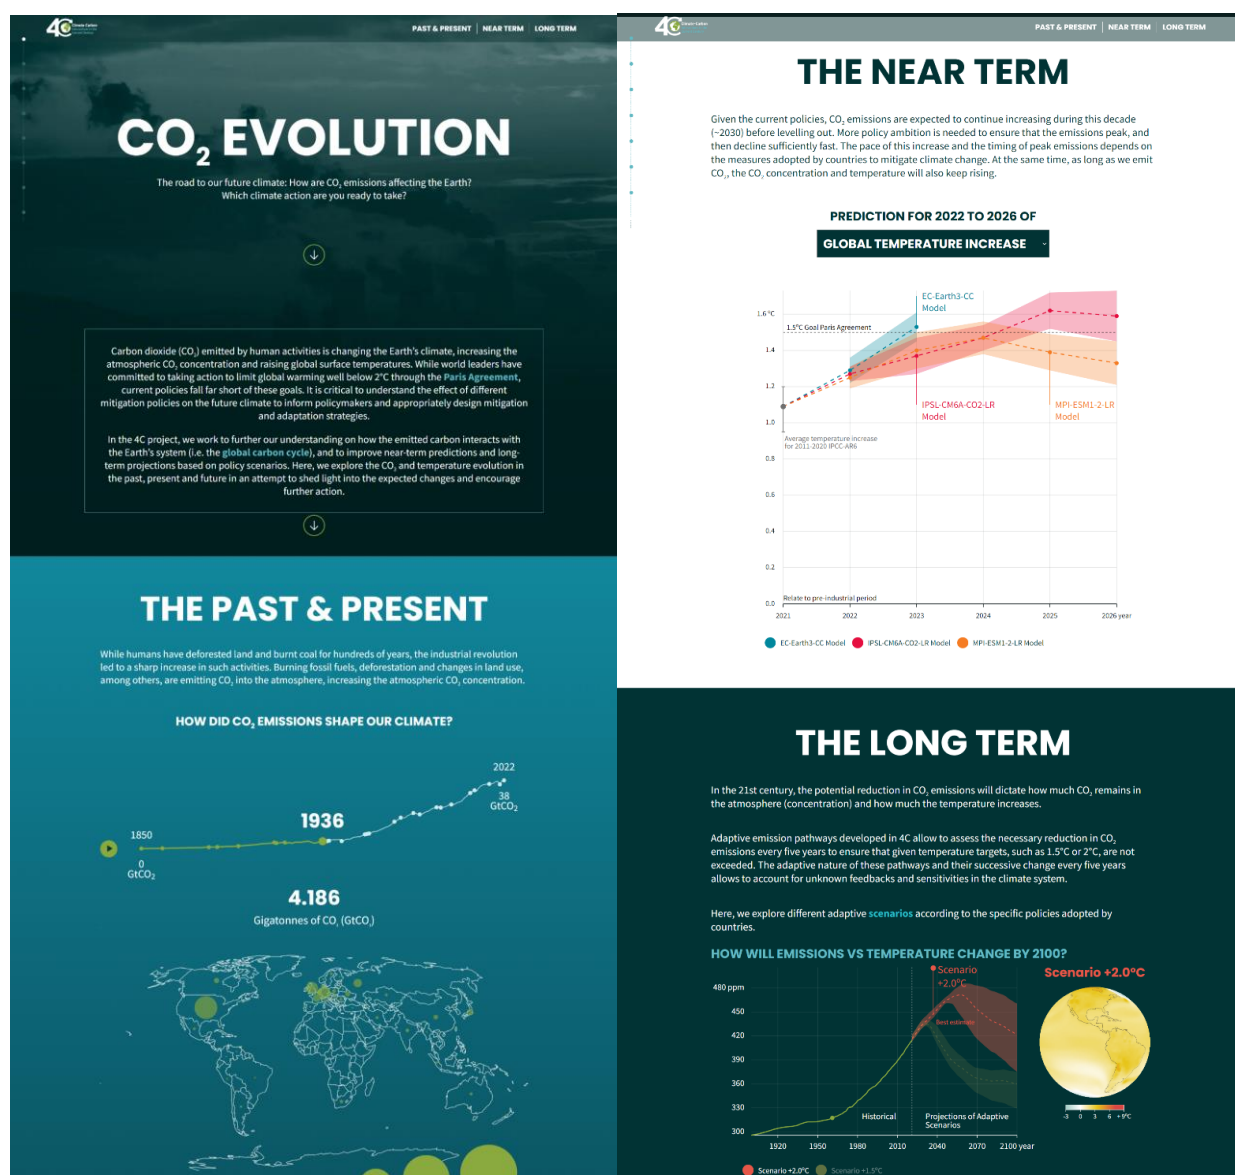 4C Climate-Carbon
PAST & PRESENT
NEAR TERM
LONG TERM
CO₂ EVOLUTION
The road to our future climate: How are CO₂ emissions affecting the Earth?
Which climate action are you ready to take?
Carbon dioxide (CO₂) emitted by human activities is changing the Earth's climate, increasing the
atmospheric CO₂ concentration and raising global surface temperatures. While world leaders have
committed to taking action to limit global warming well below 2°C through the Paris Agreement,
current policies fall far short of these goals. It is critical to understand the effect of different
mitigation policies on the future climate to inform policymakers and appropriately design mitigation
and adaptation strategies.
In the 4C project, we work to further our understanding on how the emitted carbon interacts with
the Earth's system (i.e. the global carbon cycle), and to improve near-term predictions and long-
term projections based on policy scenarios. Here, we explore the CO₂ and temperature evolution in
the past, present and future in an attempt to shed light into the expected changes and encourage
further action.
THE PAST & PRESENT
While humans have deforested land and burnt coal for hundreds of years, the industrial revolution
led to a sharp increase in such activities. Burning fossil fuels, deforestation and changes in land use,
among others, are emitting CO₂ into the atmosphere, increasing the atmospheric CO₂ concentration.
HOW DID CO₂ EMISSIONS SHAPE OUR CLIMATE?
2022
38
GtCO₂
1936
1850
0
GtCO₂
4.186
Gigatonnes of CO₂ (GtCO₂)
4C Climate-Carbon
PAST & PRESENT
NEAR TERM
LONG TERM
THE NEAR TERM
Given the current policies, CO₂ emissions are expected to continue increasing during this decade
(~2030) before levelling out. More policy ambition is needed to ensure that the emissions peak, and
then decline sufficiently fast. The pace of this increase and the timing of peak emissions depends on
the measures adopted by countries to mitigate climate change. At the same time, as long as we emit
CO₂, the CO₂ concentration and temperature will also keep rising.
PREDICTION FOR 2022 TO 2026 OF
GLOBAL TEMPERATURE INCREASE
EC-Earth3-CC
Model
1.6 °C
1.5°C Goal Paris Agreement
1.4
1.2
IPSL-CM6A-CO2-LR
Model
MPI-ESM1-2-LR
Model
1.0
Average temperature increase
for 2011-2020 IPCC-AR6
0.8
0.6
0.4
0.2
Relate to pre-industrial period
0.0
2021 2022 2023 2024 2025 2026 year
EC-Earth3-CC Model IPSL-CM6A-CO2-LR Model MPI-ESM1-2-LR Model
THE LONG TERM
In the 21st century, the potential reduction in CO₂ emissions will dictate how much CO₂ remains in
the atmosphere (concentration) and how much the temperature increases.
Adaptive emission pathways developed in 4C allow to assess the necessary reduction in CO₂
emissions every five years to ensure that given temperature targets, such as 1.5°C or 2°C, are not
exceeded. The adaptive nature of these pathways and their successive change every five years
allows to account for unknown feedbacks and sensitivities in the climate system.
Here, we explore different adaptive scenarios according to the specific policies adopted by
countries.
HOW WILL EMISSIONS VS TEMPERATURE CHANGE BY 2100?
Scenario
+2.0°C
Scenario +2.0°C
480 ppm
450
Best estimate
420
390
360
330
300
Historical
Projections of Adaptive
Scenarios
-3 0 3 6 +9°C
1920 1950 1980 2010 2040 2070 2100 year
Scenario +2.0°C Scenario +1.5°C